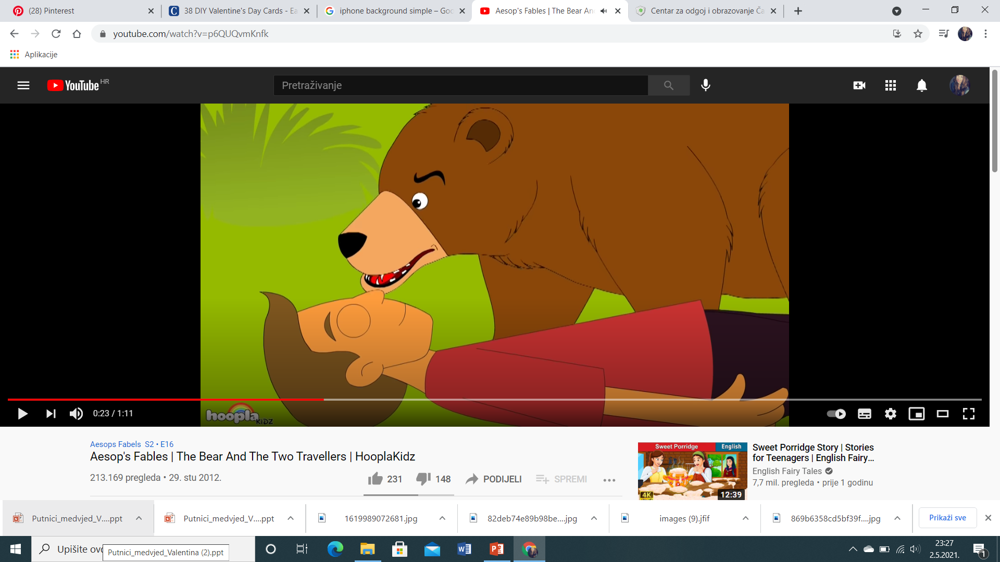 (28) Pinterest
38 DIY Valentine's Day Cards - Ea
iphone background simple – Goo
Aesop's Fables | The Bear An
Centar za odgoj i obrazovanje Ča
youtube.com/watch?v=p6QUQvmKnfk
Aplikacije
YouTube HR
Pretraživanje
hoopla KIDZ
0:23 / 1:11
Aesops Fabels S2 • E16
Aesop's Fables | The Bear And The Two Travellers | HooplaKidz
213.169 pregleda • 29. stu 2012.
231
148
PODIJELI
SPREMI
Sweet Porridge
English
4K
12:39
Sweet Porridge Story | Stories
for Teenagers | English Fairy...
English Fairy Tales
7,7 mil. pregleda • prije 1 godinu
Putnici_medvjed_V....ppt
Putnici_medvjed_V....ppt
1619989072681.jpg
82deb74e89b98be....jpg
images (9).jfif
869b6358cd5bf39f....jpg
Prikaži sve
Upišite ovo
Putnici_medvjed_Valentina (2).ppt
23:27
2.5.2021.
1